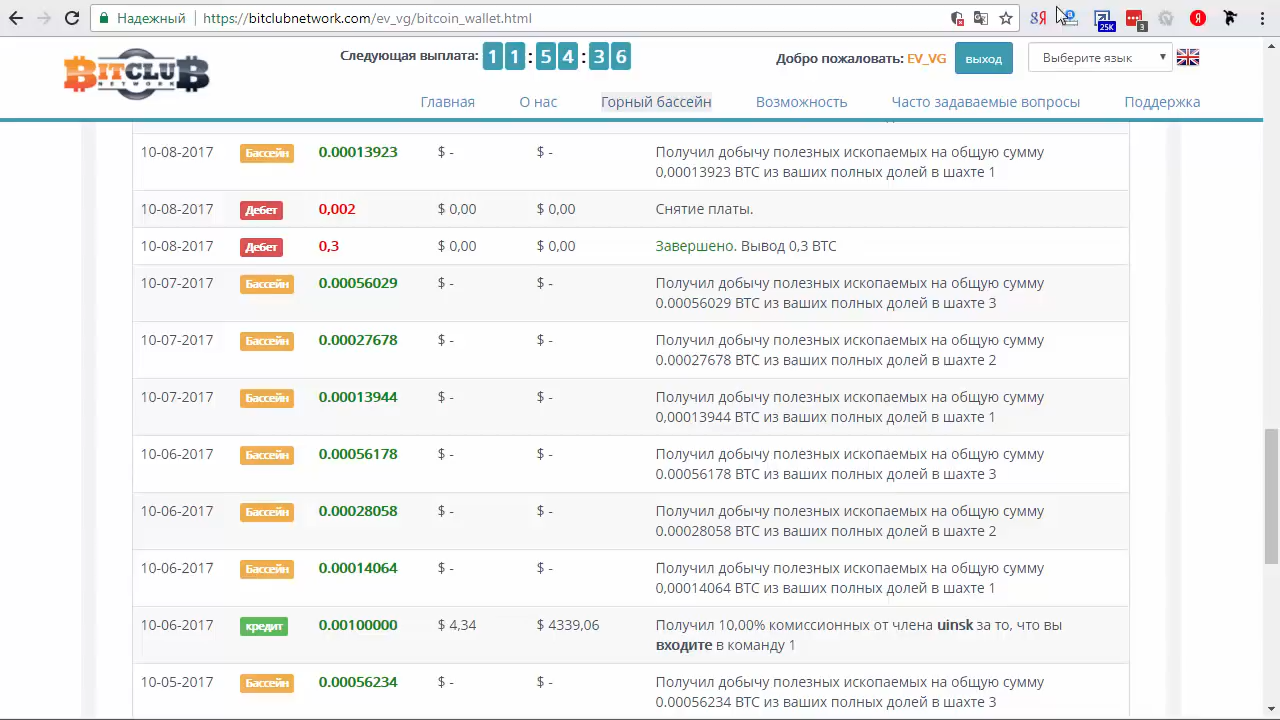 Надежный https://bitclubnetwork.com/ev_vg/bitcoin_wallet.html
25K 3
BITCLUB NETWORK
Следующая выплата: 11:54:36
Добро пожаловать: EV_VG выход Выберите язык
Главная О нас Горный бассейн Возможность Часто задаваемые вопросы Поддержка
10-08-2017 Бассейн 0.00013923 $ - $ - Получил добычу полезных ископаемых на общую сумму
0,00013923 BTC из ваших полных долей в шахте 1
10-08-2017 Дебет 0,002 $ 0,00 $ 0,00 Снятие платы.
10-08-2017 Дебет 0,3 $ 0,00 $ 0,00 Завершено. Вывод 0,3 BTC
10-07-2017 Бассейн 0.00056029 $ - $ - Получил добычу полезных ископаемых на общую сумму
0.00056029 BTC из ваших полных долей в шахте 3
10-07-2017 Бассейн 0.00027678 $ - $ - Получил добычу полезных ископаемых на общую сумму
0.00027678 BTC из ваших полных долей в шахте 2
10-07-2017 Бассейн 0.00013944 $ - $ - Получил добычу полезных ископаемых на общую сумму
0,00013944 BTC из ваших полных долей в шахте 1
10-06-2017 Бассейн 0.00056178 $ - $ - Получил добычу полезных ископаемых на общую сумму
0.00056178 BTC из ваших полных долей в шахте 3
10-06-2017 Бассейн 0.00028058 $ - $ - Получил добычу полезных ископаемых на общую сумму
0.00028058 BTC из ваших полных долей в шахте 2
10-06-2017 Бассейн 0.00014064 $ - $ - Получил добычу полезных ископаемых на общую сумму
0,00014064 BTC из ваших полных долей в шахте 1
10-06-2017 кредит 0.00100000 $ 4,34 $ 4339,06 Получил 10,00% комиссионных от члена uinsk за то, что вы
входите в команду 1
10-05-2017 Бассейн 0.00056234 $ - $ - Получил добычу полезных ископаемых на общую сумму
0.00056234 BTC из ваших полных долей в шахте 3